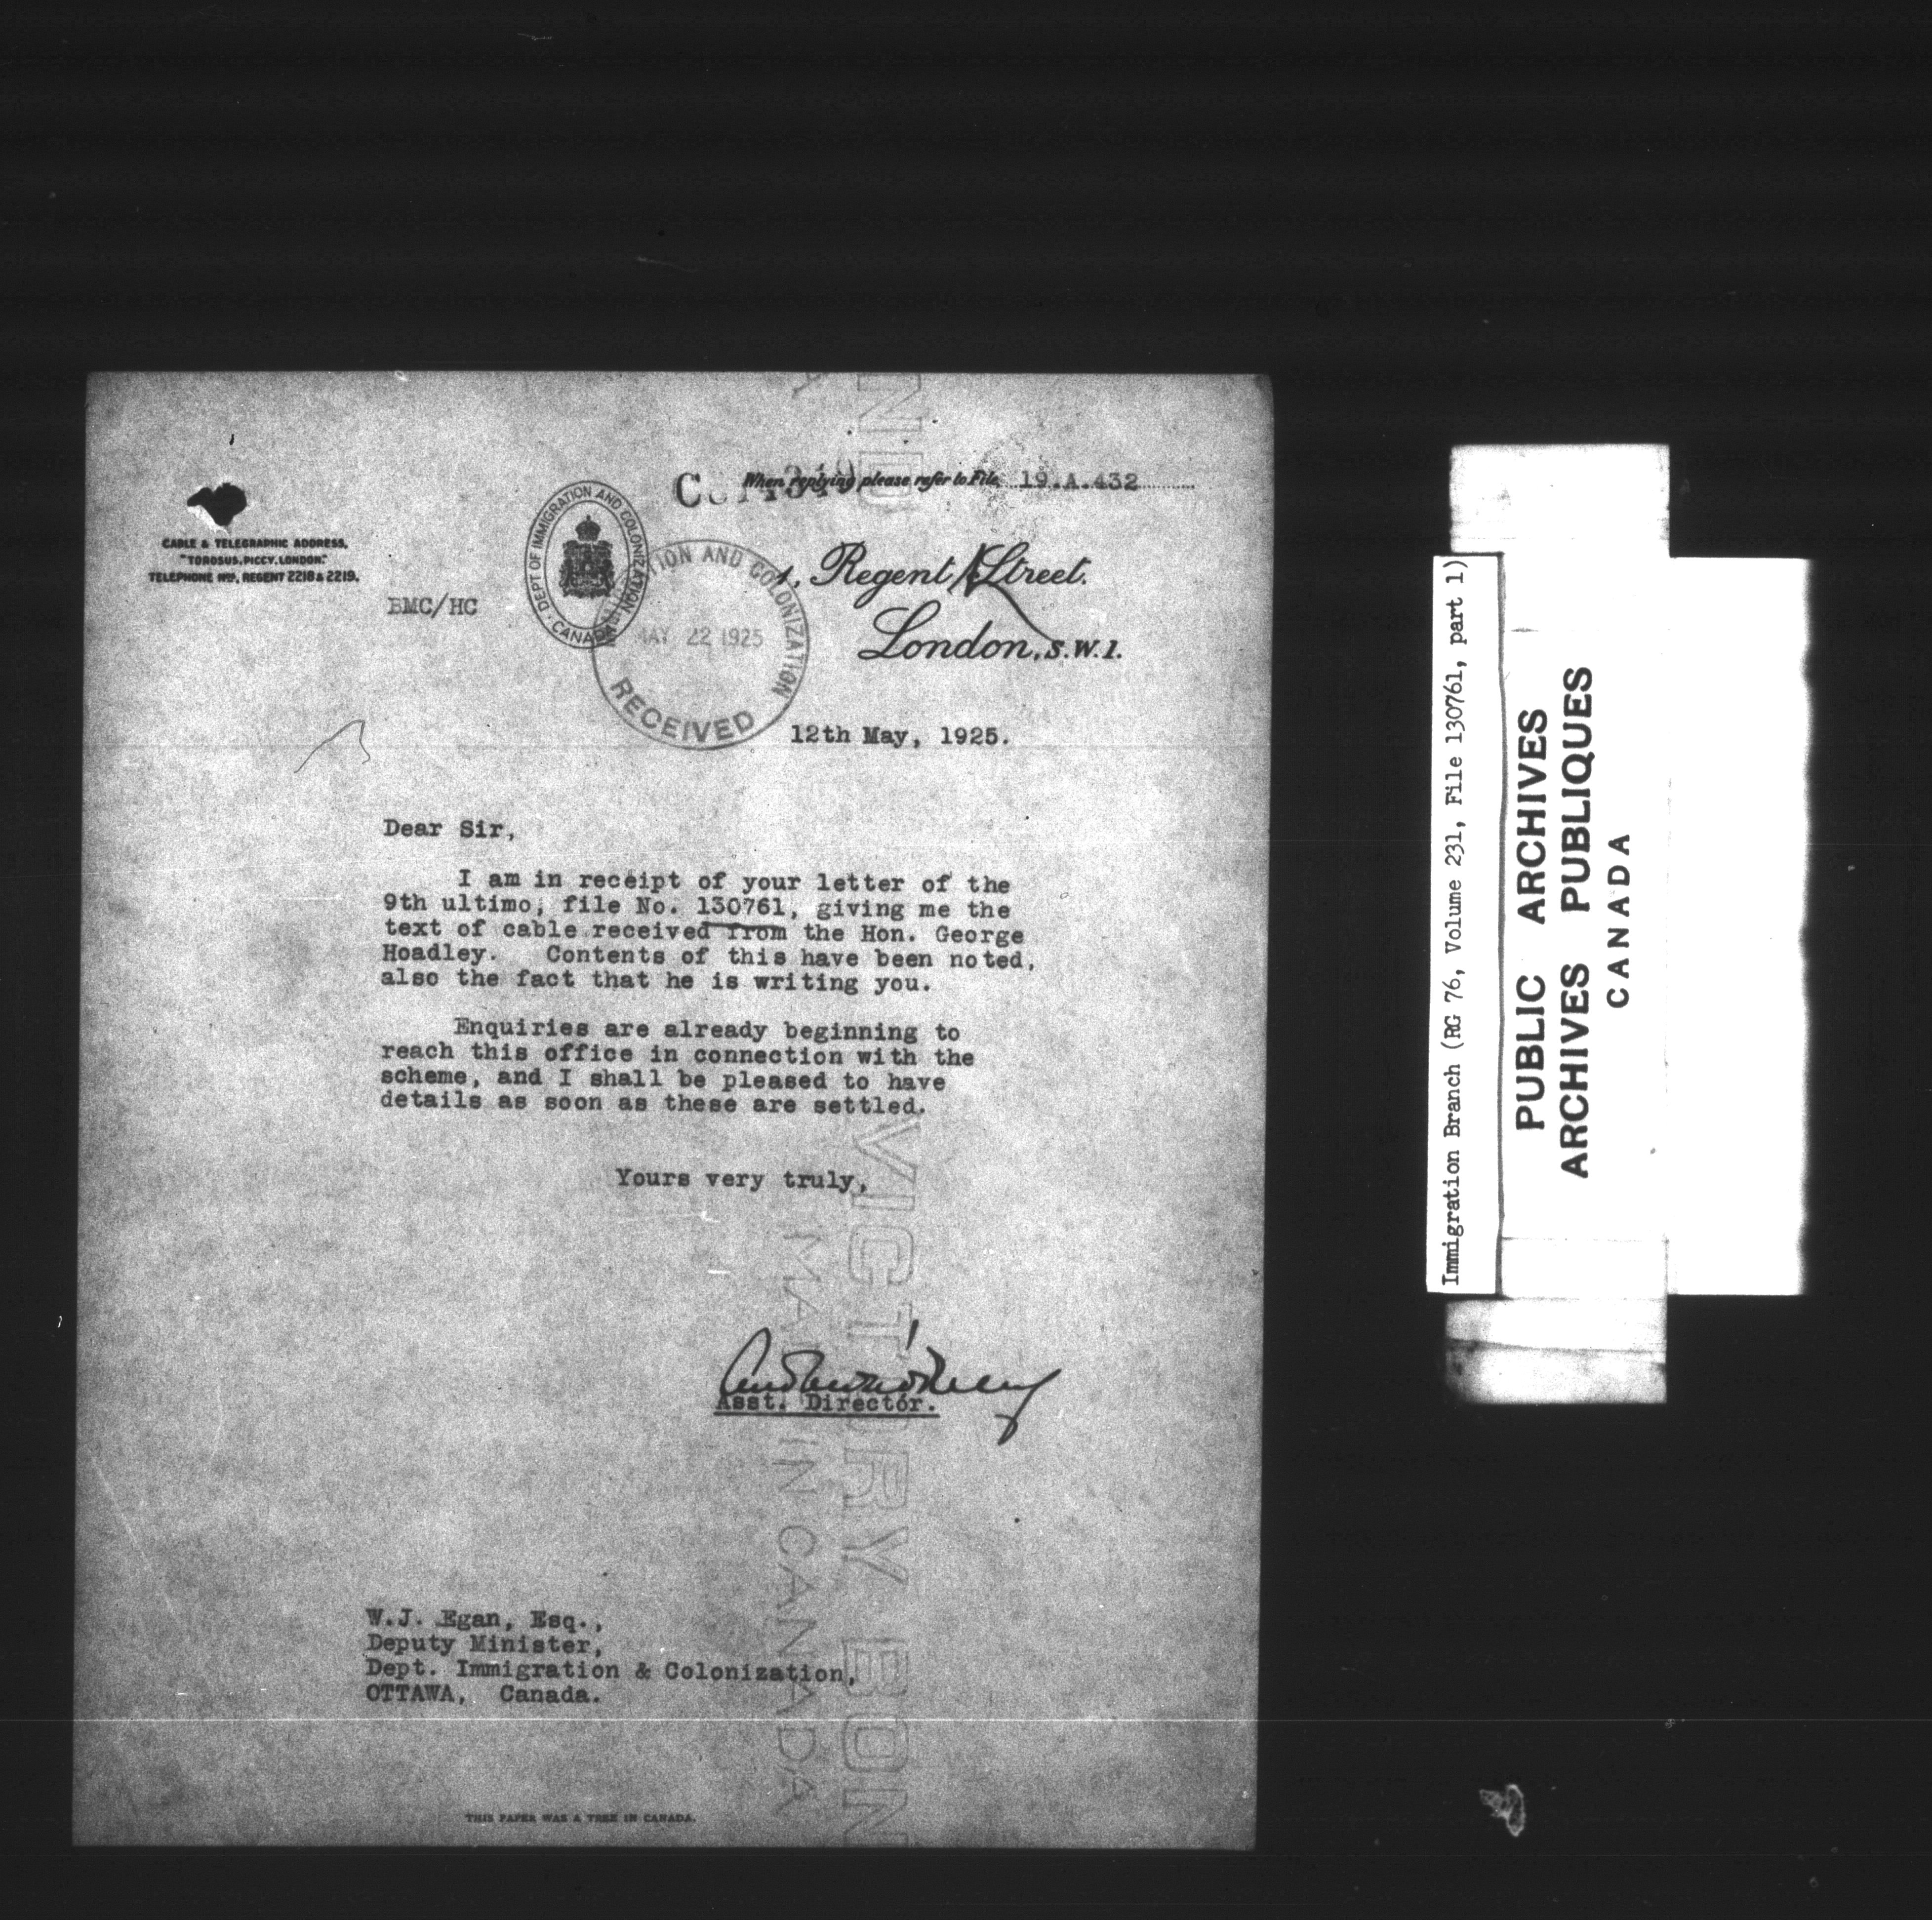 When replying please refer to File 19.A.432
CABLE & TELEGRAPHIC ADDRESS,
"TOROSUS, PICCY, LONDON."
TELEPHONE Nos. REGENT 2218 & 2219.
BMC/HC
DEPT OF IMMIGRATION AND COLONIZATION
CANADA
AND COLONIZATION
MAY 22 1925
RECEIVED
1, Regent Street.
London, S.W.1.
12th May, 1925.
Dear Sir,
I am in receipt of your letter of the
9th ultimo, file No. 130761, giving me the
text of cable received from the Hon. George
Hoadley. Contents of this have been noted,
also the fact that he is writing you.
Enquiries are already beginning to
reach this office in connection with the
scheme, and I shall be pleased to have
details as soon as these are settled.
Yours very truly,
Asst. Director.
W.J. Egan, Esq.,
Deputy Minister,
Dept. Immigration & Colonization,
OTTAWA, Canada.
THIS PAPER WAS A TREE IN CANADA.
VICTORY BON
IN CANADA
Immigration Branch (RG 76, Volume 231, File 130761, part 1)
PUBLIC ARCHIVES
ARCHIVES PUBLIQUES
CANADA